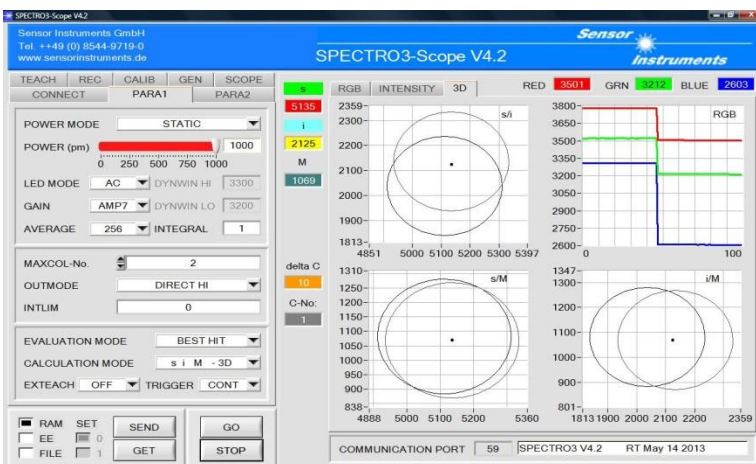 SPECTRO3-Scope V4.2
Sensor Instruments GmbH
Tel. ++49 (0) 8544-9719-0
www.sensorinstruments.de
SPECTRO3-Scope V4.2
Sensor Instruments
TEACH REC CALIB GEN SCOPE
CONNECT PARA1 PARA2
POWER MODE STATIC
POWER (pm) 1000
0 250 500 750 1000
LED MODE AC DYNWIN HI 3300
GAIN AMP7 DYNWIN LO 3200
AVERAGE 256 INTEGRAL 1
MAXCOL-No. 2
OUTMODE DIRECT HI
INTLIM 0
EVALUATION MODE BEST HIT
CALCULATION MODE s i M - 3D
EXTEACH OFF TRIGGER CONT
RAM SET
EE 0
FILE 1
SEND GO
GET STOP
s
5135
i
2125
M
1069
delta C
10
C-No:
1
RGB INTENSITY 3D RED 3501 GRN 3212 BLUE 2603
s/i
2359
2300
2200
2100
2000
1900
1813
4851 5000 5100 5200 5300 5397
RGB
3800
3650
3500
3350
3200
3050
2900
2750
2600
0 100
s/M
1310
1250
1200
1150
1100
1050
1000
950
900
838
4888 5000 5100 5200 5360
i/M
1347
1300
1200
1100
1000
900
801
1813 1900 2000 2100 2200 2359
COMMUNICATION PORT 59 SPECTRO3 V4.2 RT May 14 2013